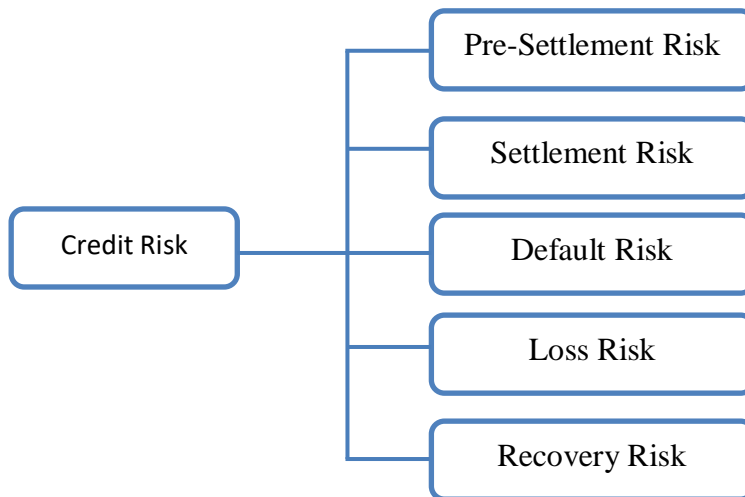 Pre-Settlement Risk
Settlement Risk
Credit Risk
Default Risk
Loss Risk
Recovery Risk